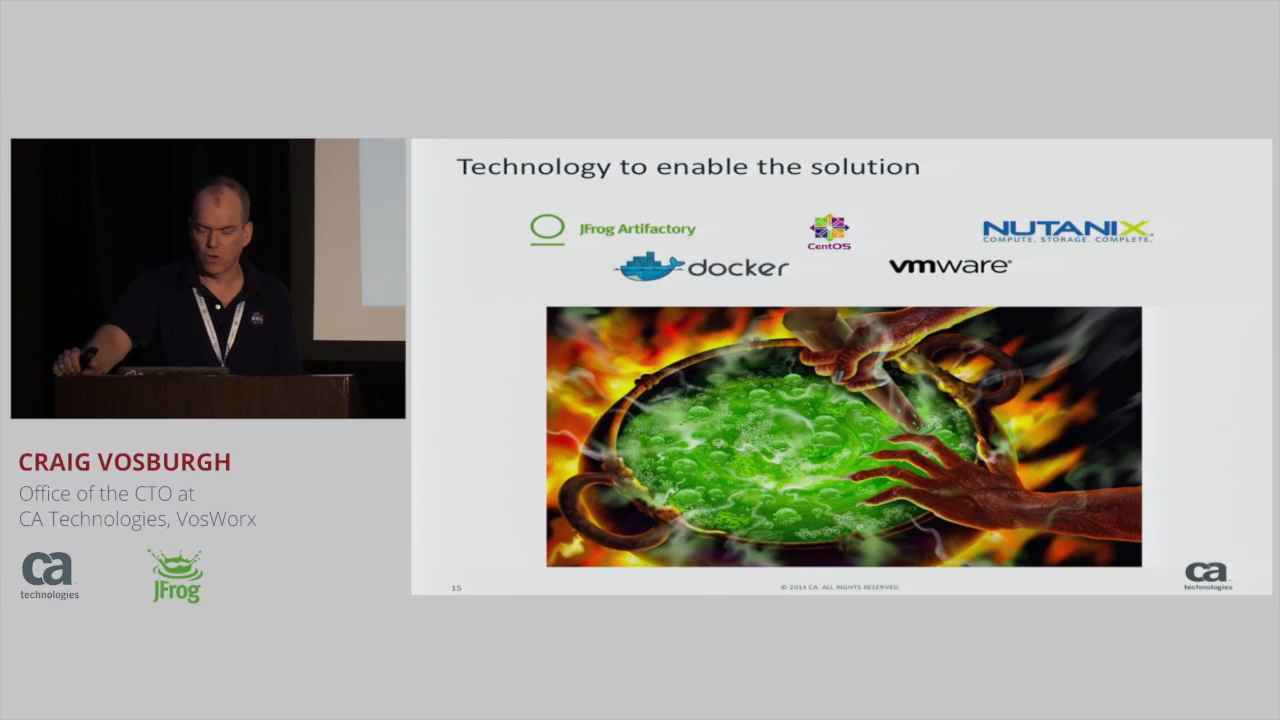 Technology to enable the solution
JFrog Artifactory
CentOS
NUTANIX
COMPUTE. STORAGE. COMPLETE.
docker
vmware®
CRAIG VOSBURGH
Office of the CTO at
CA Technologies, VosWorx
ca
technologies
JFrog
15
© 2014 CA. ALL RIGHTS RESERVED.
ca
technologies